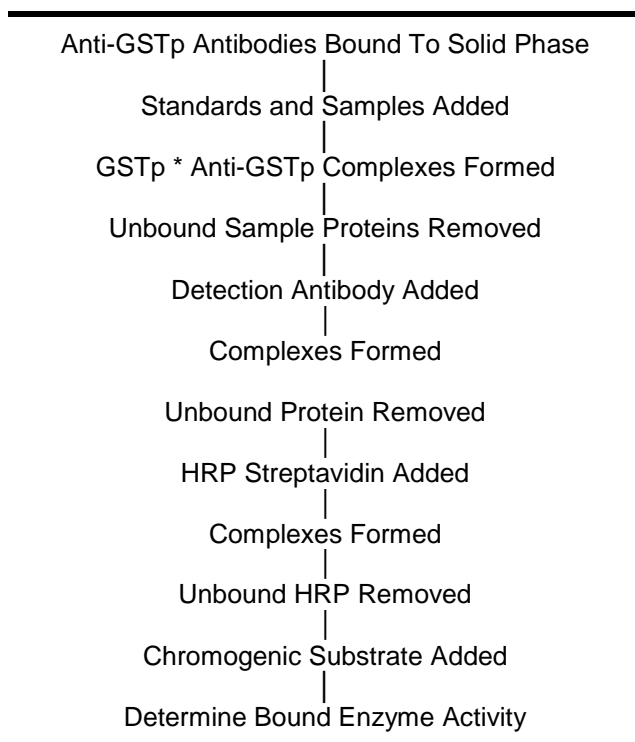 Anti-GSTp Antibodies Bound To Solid Phase
Standards and Samples Added
GSTp * Anti-GSTp Complexes Formed
Unbound Sample Proteins Removed
Detection Antibody Added
Complexes Formed
Unbound Protein Removed
HRP Streptavidin Added
Complexes Formed
Unbound HRP Removed
Chromogenic Substrate Added
Determine Bound Enzyme Activity